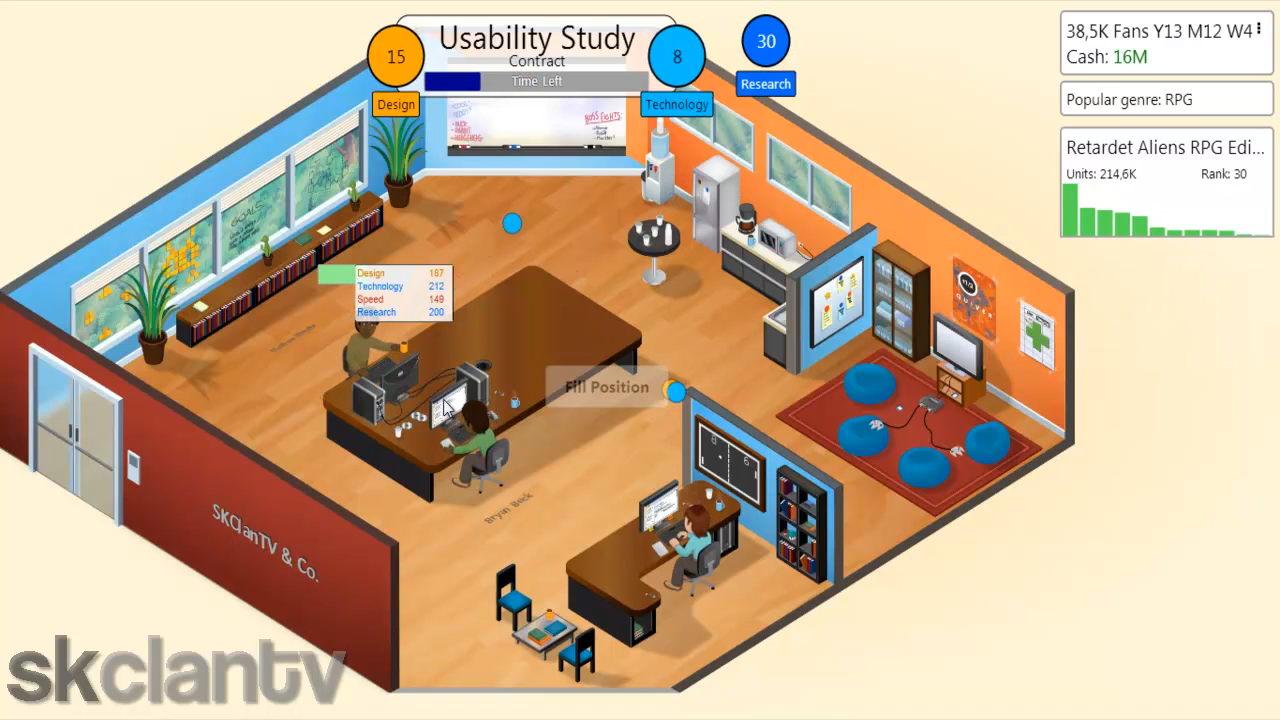 Usability Study
Contract
Time Left
15
Design
8
Technology
30
Research
38,5K Fans Y13 M12 W4
Cash: 16M
Popular genre: RPG
Retardet Aliens RPG Edi...
Units: 214,6K
Rank: 30
BOSS FIGHTS:
GOALS
Design 187
Technology 212
Speed 149
Research 200
Fill Position
Bryan Beck
SKClanTV & Co.
skclantv